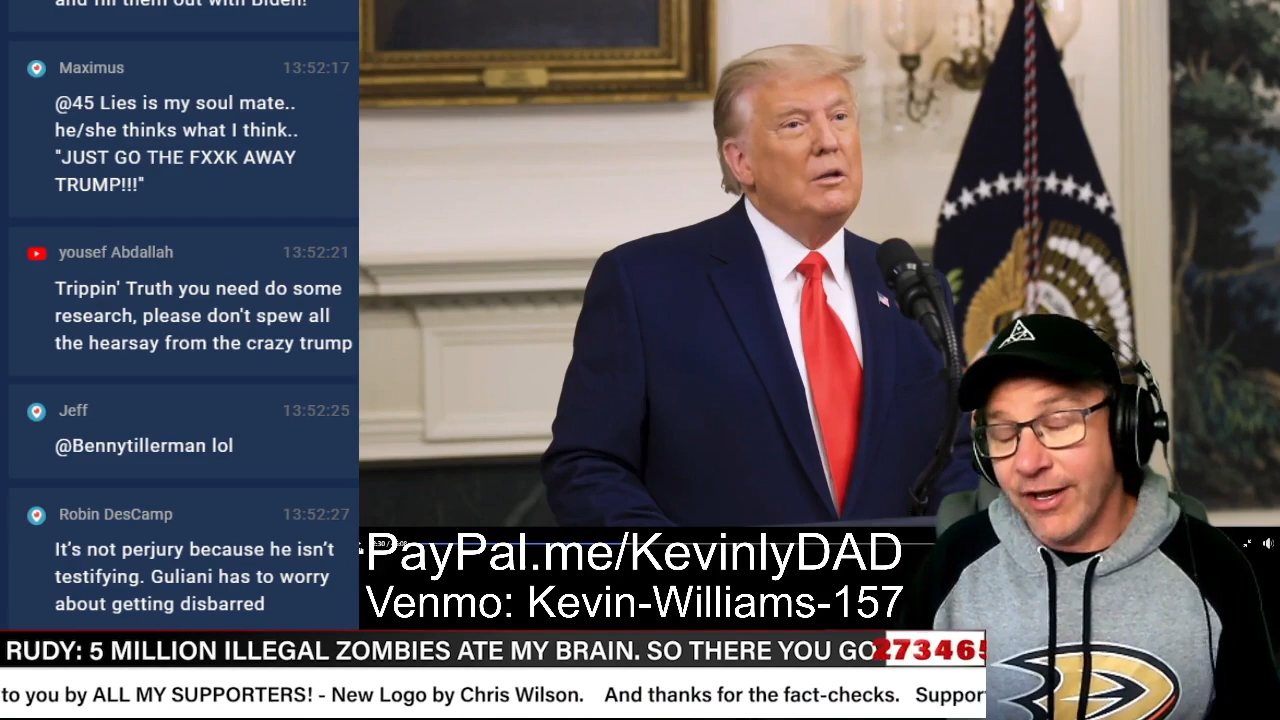 and fill them out with Biden!
Maximus 13:52:17
@45 Lies is my soul mate..
he/she thinks what I think..
"JUST GO THE FXXK AWAY
TRUMP!!!"
yousef Abdallah 13:52:21
Trippin' Truth you need do some
research, please don't spew all
the hearsay from the crazy trump
Jeff 13:52:25
@Bennytillerman lol
Robin DesCamp 13:52:27
It's not perjury because he isn't
testifying. Guliani has to worry
about getting disbarred
PayPal.me/KevinlyDAD
Venmo: Kevin-Williams-157
RUDY: 5 MILLION ILLEGAL ZOMBIES ATE MY BRAIN. SO THERE YOU GO
273465
to you by ALL MY SUPPORTERS! - New Logo by Chris Wilson. And thanks for the fact-checks. Suppor